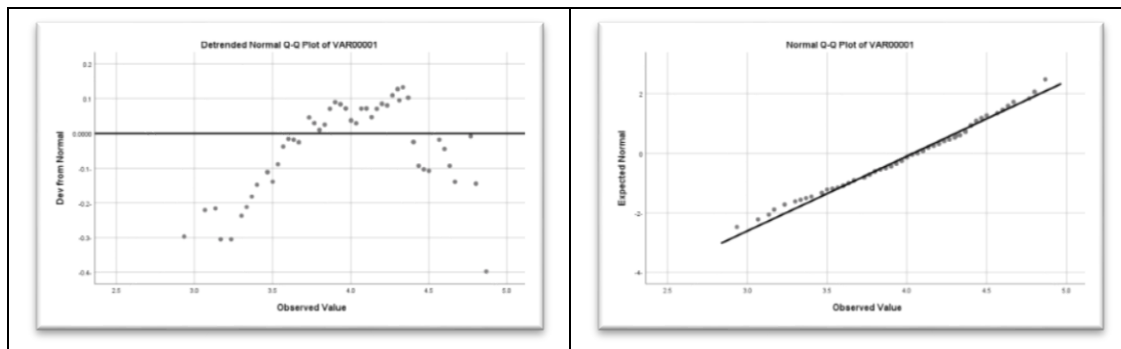 Detrended Normal Q-Q Plot of VAR00001
Dev from Normal
0.2
0.1
0.0000
-0.1
-0.2
-0.3
-0.4
2.5 3.0 3.5 4.0 4.5 5.0
Observed Value
Normal Q-Q Plot of VAR00001
Expected Normal
2
0
-2
-4
2.5 3.0 3.5 4.0 4.5 5.0
Observed Value